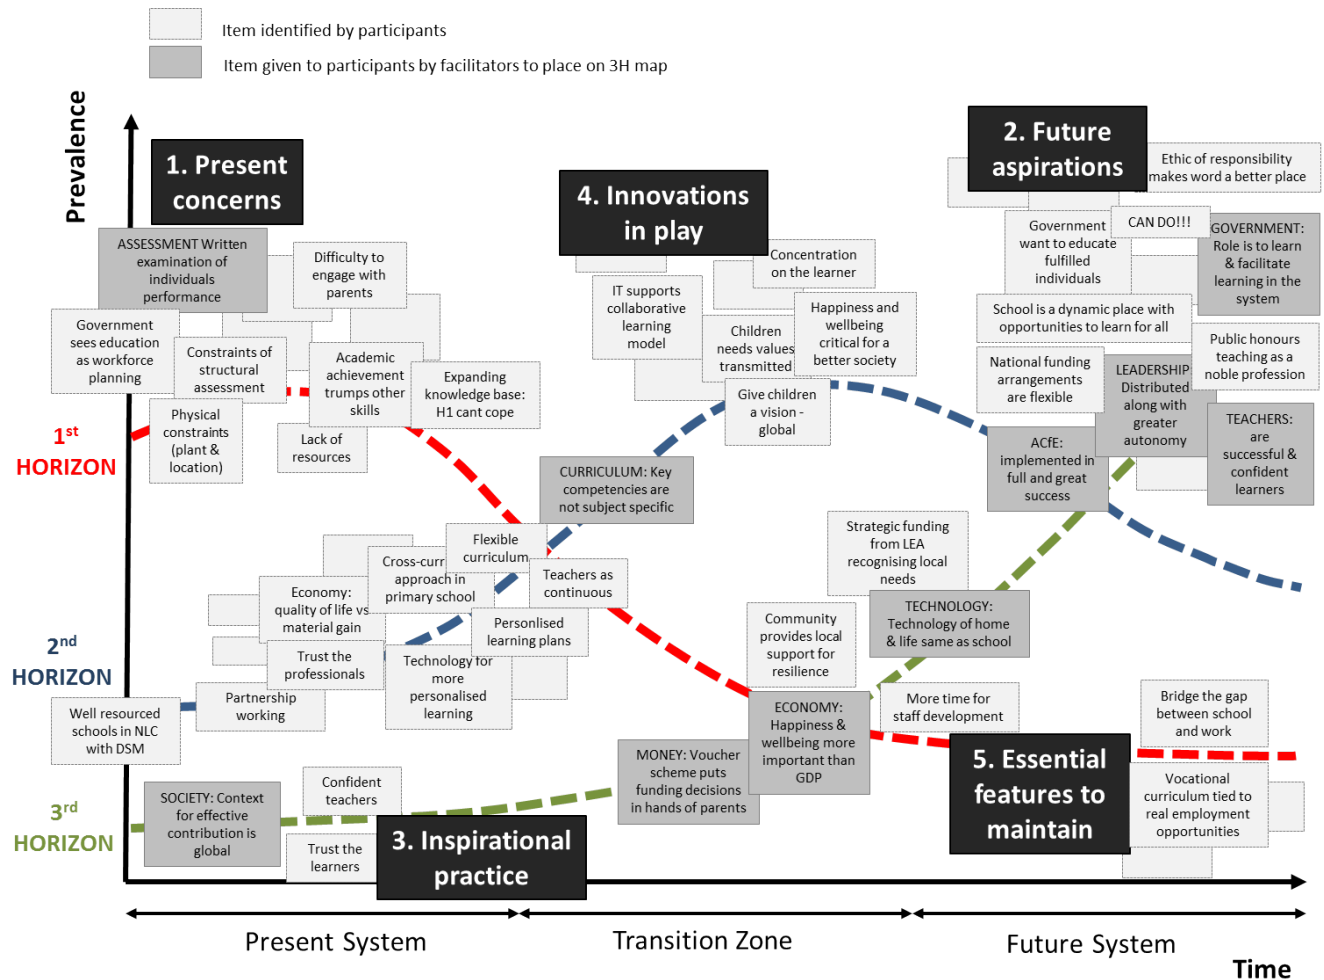 Item identified by participants
Item given to participants by facilitators to place on 3H map
Prevalence
1. Present
concerns
ASSESSMENT Written
examination of
individuals
performance
Difficulty to
engage with
parents
Government
sees education
as workforce
planning
Constraints of
structural
assessment
Academic
achievement
trumps other
skills
Expanding
knowledge base:
H1 cant cope
Physical
constraints
(plant &
location)
Lack of
resources
1st
HORIZON
4. Innovations
in play
Concentration
on the learner
IT supports
collaborative
learning
model
Children
needs values
transmitted
Happiness and
wellbeing
critical for a
better society
Give children
a vision -
global
2. Future
aspirations
Ethic of responsibility
makes word a better place
Government
want to educate
fulfilled
individuals
CAN DO!!!
GOVERNMENT:
Role is to learn
& facilitate
learning in the
system
School is a dynamic place with
opportunities to learn for all
Public honours
teaching as a
noble profession
National funding
arrangements
are flexible
LEADERSHIP:
Distributed
along with
greater
autonomy
TEACHERS:
are
successful &
confident
learners
ACfE:
implemented in
full and great
success
CURRICULUM: Key
competencies are
not subject specific
Flexible
curriculum
Cross-curr
approach in
primary school
Teachers as
continuous
Economy:
quality of life vs
material gain
Personlised
learning plans
Trust the
professionals
Technology for
more
personalised
learning
Partnership
working
2nd
HORIZON
Well resourced
schools in NLC
with DSM
Strategic funding
from LEA
recognising local
needs
TECHNOLOGY:
Technology of home
& life same as school
Community
provides local
support for
resilience
More time for
staff development
ECONOMY:
Happiness &
wellbeing more
important than
GDP
MONEY: Voucher
scheme puts
funding decisions
in hands of parents
Bridge the gap
between school
and work
5. Essential
features to
maintain
Vocational
curriculum tied to
real employment
opportunities
3rd
HORIZON
SOCIETY: Context
for effective
contribution is
global
Confident
teachers
Trust the
learners
3. Inspirational
practice
Present System
Transition Zone
Future System
Time